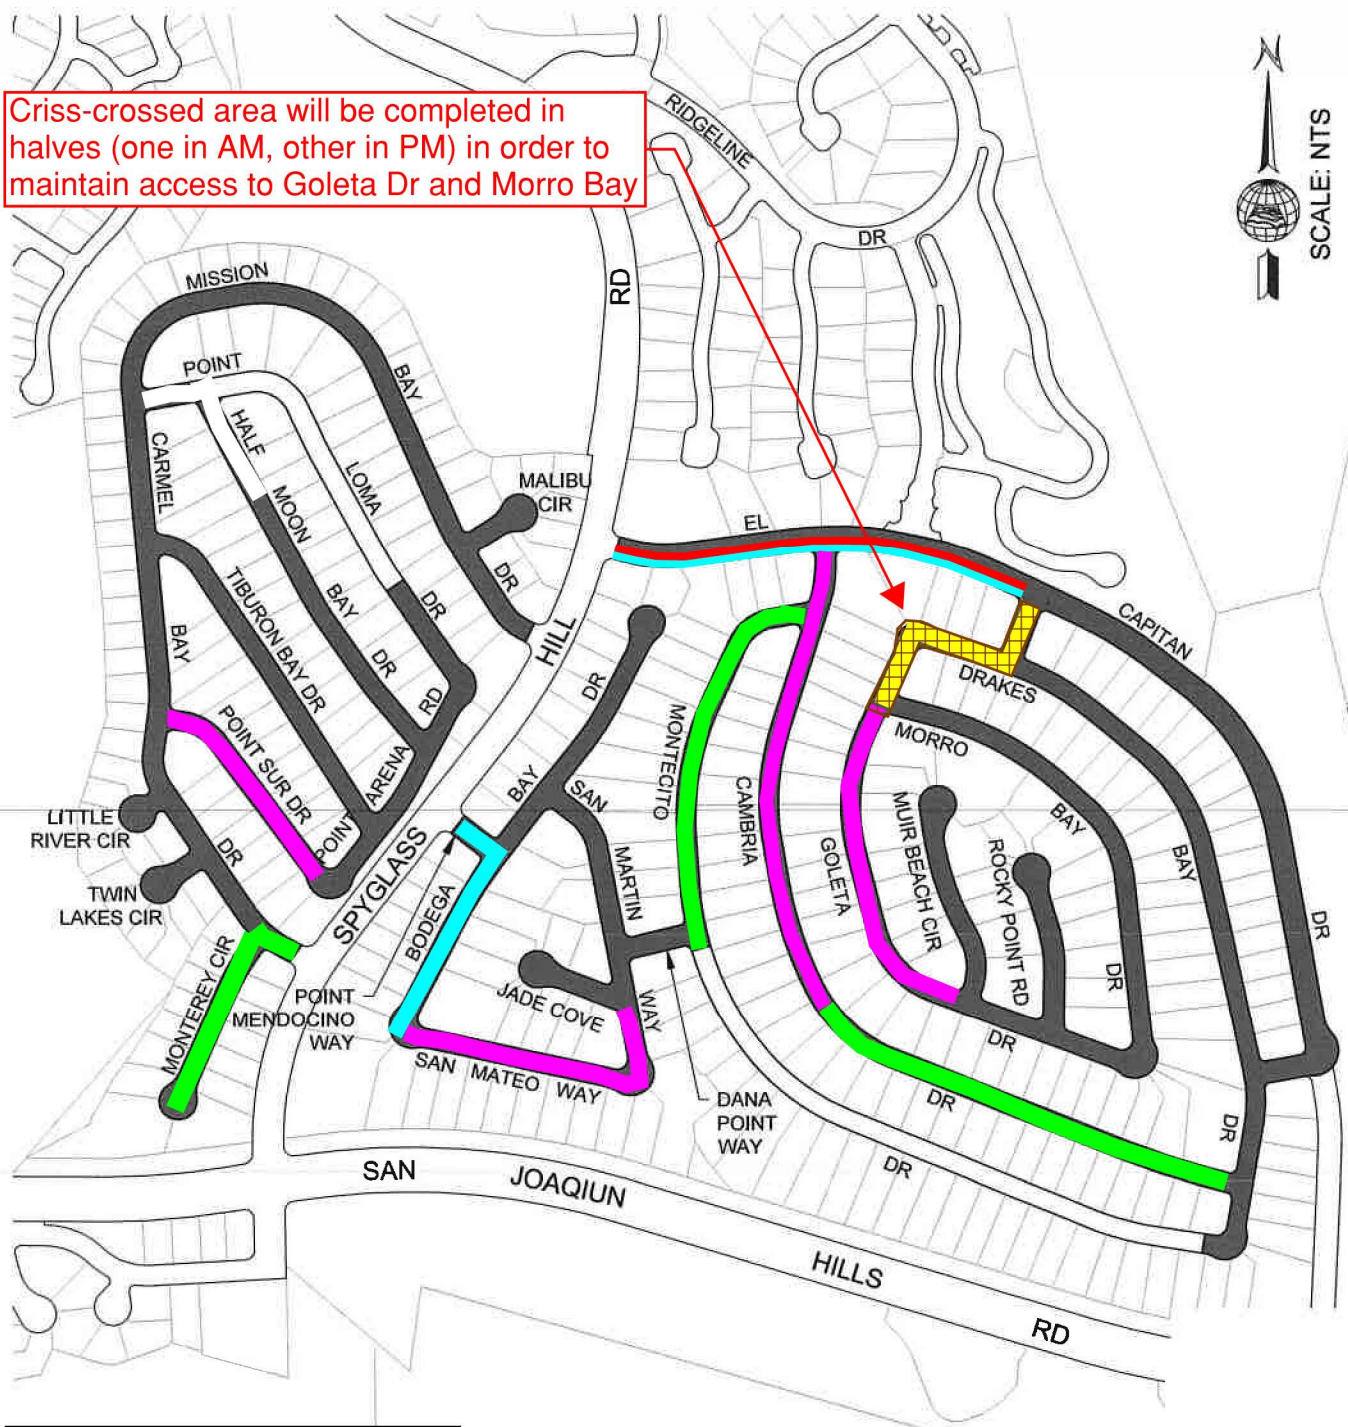 Criss-crossed area will be completed in
halves (one in AM, other in PM) in order to
maintain access to Goleta Dr and Morro Bay
N
SCALE: NTS
RIDGELINE
DR
RD
MISSION
BAY
DR
POINT
LOMA
DR
HALF
MOON
BAY
DR
CARMEL
BAY
DR
MALIBU
CIR
TIBURON BAY DR
POINT SUR DR
POINT
ARENA
RD
LITTLE
RIVER CIR
TWIN
LAKES CIR
MONTEREY CIR
SPYGLASS
HILL
EL
CAPITAN
DR
BODEGA
BAY
DR
SAN
MARTIN
WAY
POINT
MENDOCINO
WAY
JADE COVE
SAN MATEO WAY
DANA
POINT
WAY
MONTECITO
DR
CAMBRIA
DR
GOLETA
DR
DRAKES
BAY
DR
MORRO
BAY
DR
MUIR BEACH CIR
ROCKY POINT RD
SAN
JOAQIUN
HILLS
RD